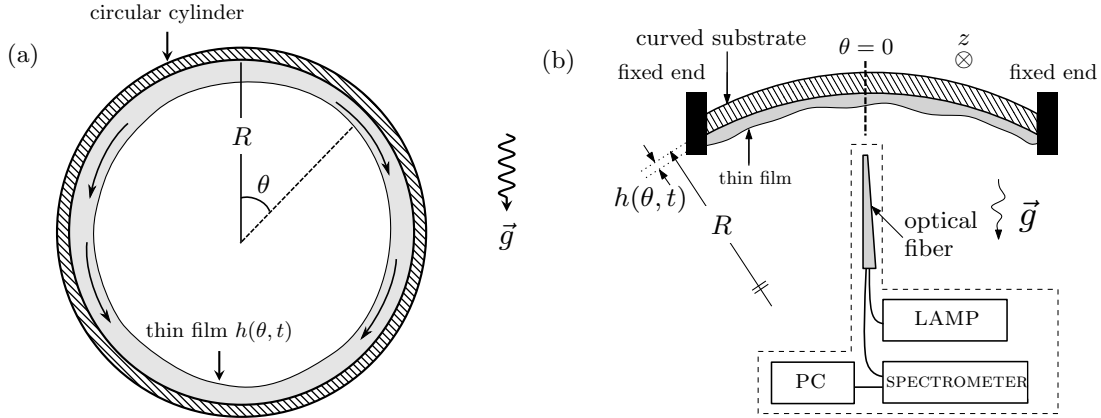 circular cylinder
(a)
R
θ
g⃗
thin film h(θ, t)
(b)
curved substrate
θ = 0
z
fixed end
fixed end
thin film
h(θ, t)
R
optical
fiber
g⃗
LAMP
PC
SPECTROMETER